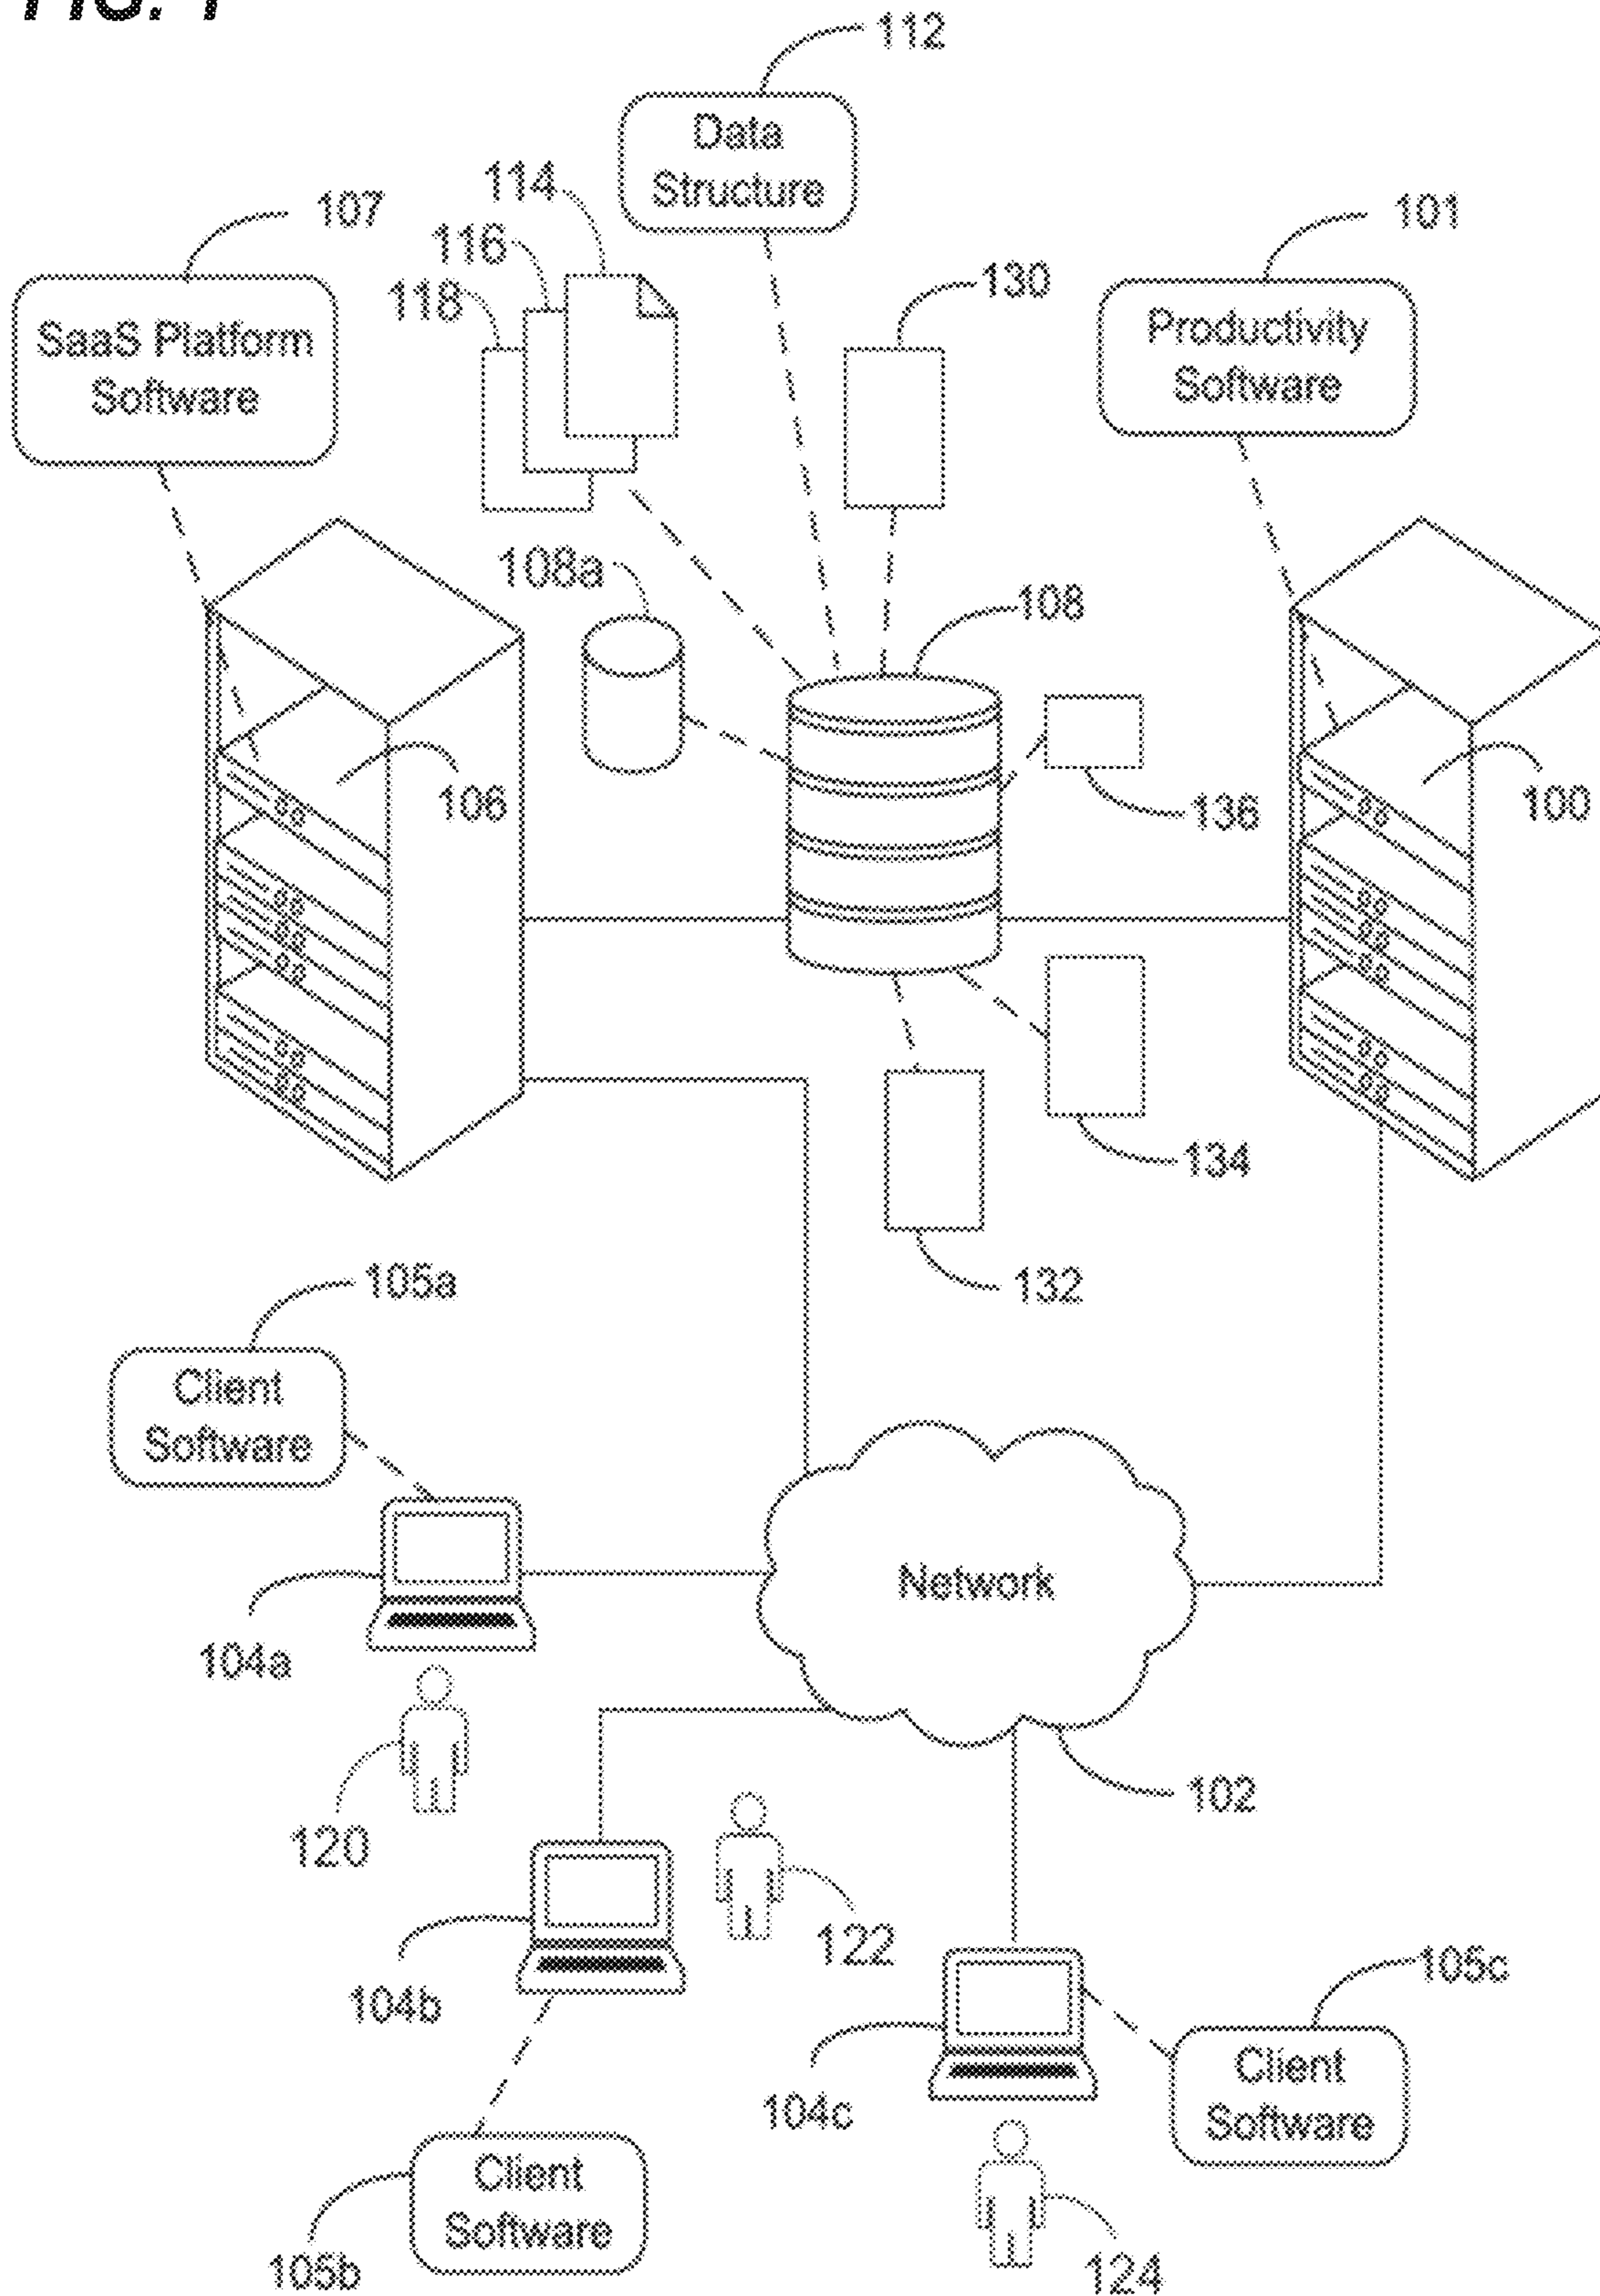 FIG. 1
112
Data
Structure
114
107
116
101
118
130
SaaS Platform
Software
Productivity
Software
108a
108
106
136
100
134
132
105a
Client
Software
Network
104a
102
120
122
105c
104b
104c
Client
Software
Client
Software
105b
124